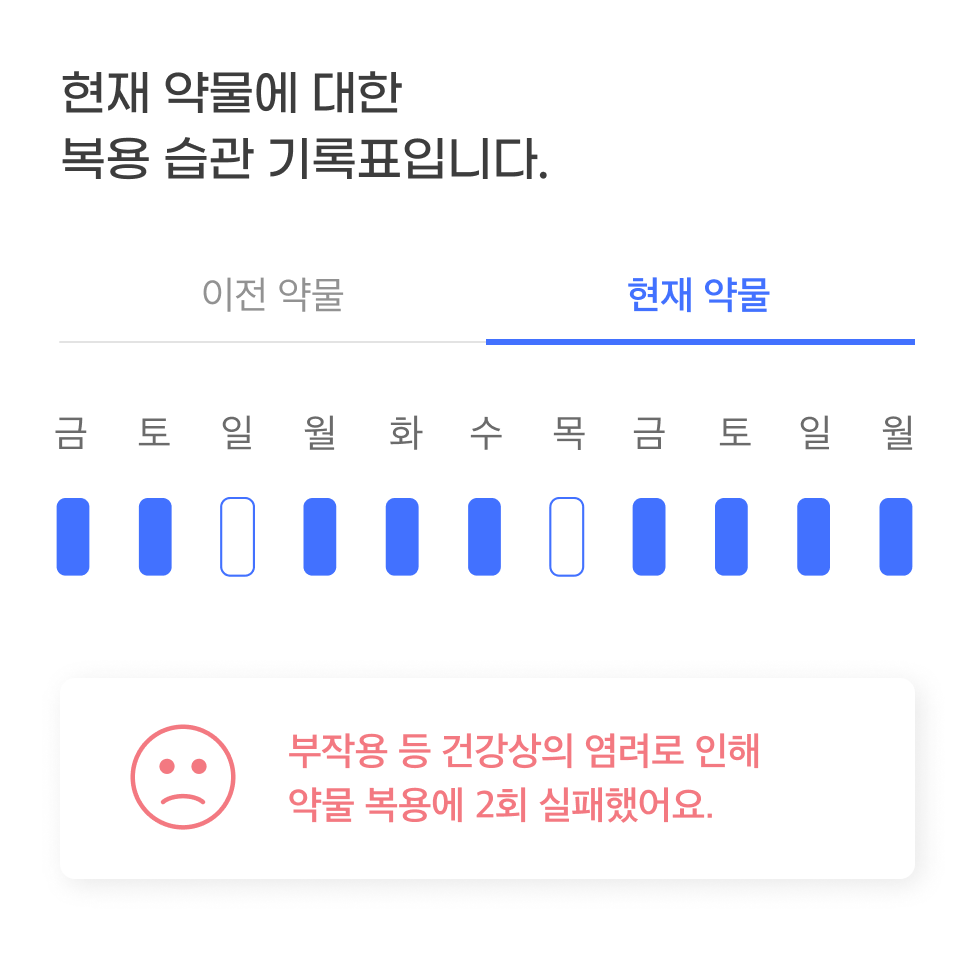 현재 약물에 대한
복용 습관 기록표입니다.
이전 약물 현재 약물
금 토 일 월 화 수 목 금 토 일 월
부작용 등 건강상의 염려로 인해
약물 복용에 2회 실패했어요.